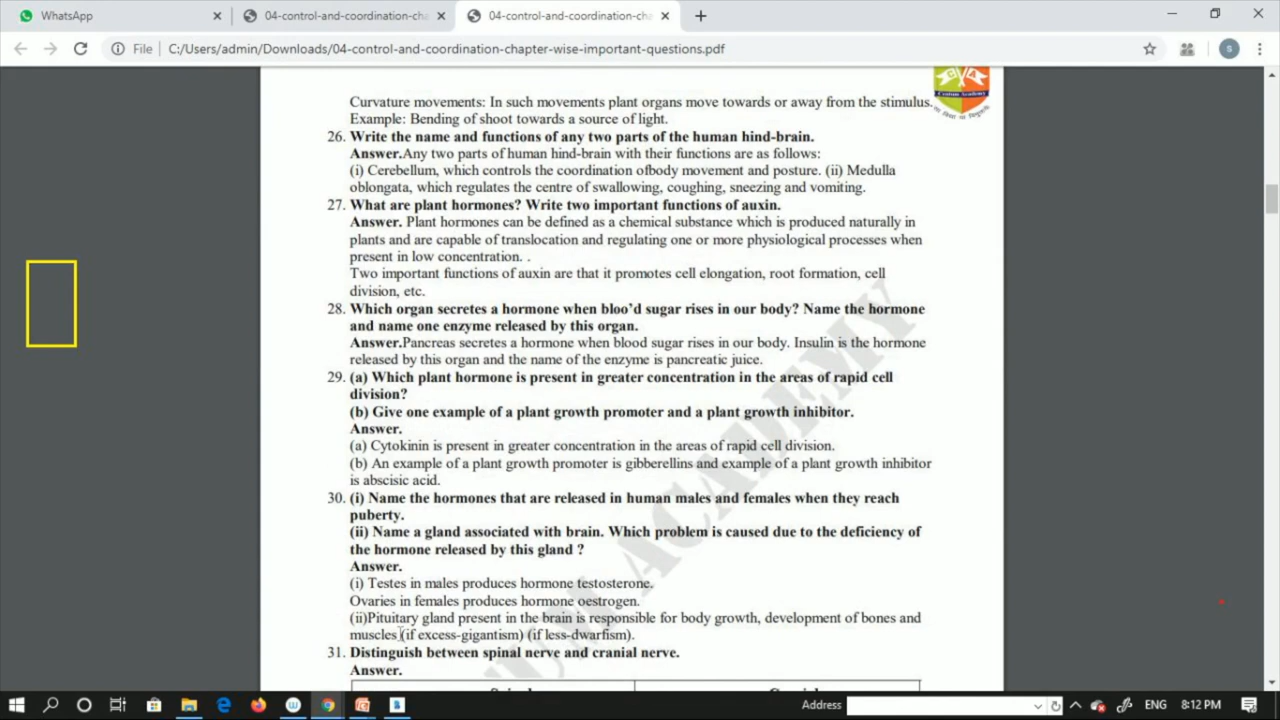 WhatsApp
04-control-and-coordination-cha
04-control-and-coordination-cha
File
C:/Users/admin/Downloads/04-control-and-coordination-chapter-wise-important-questions.pdf
S
Curvature movements: In such movements plant organs move towards or away from the stimulus.
Example: Bending of shoot towards a source of light.
26. Write the name and functions of any two parts of the human hind-brain.
Answer.Any two parts of human hind-brain with their functions are as follows:
(i) Cerebellum, which controls the coordination ofbody movement and posture. (ii) Medulla
oblongata, which regulates the centre of swallowing, coughing, sneezing and vomiting.
27. What are plant hormones? Write two important functions of auxin.
Answer. Plant hormones can be defined as a chemical substance which is produced naturally in
plants and are capable of translocation and regulating one or more physiological processes when
present in low concentration. .
Two important functions of auxin are that it promotes cell elongation, root formation, cell
division, etc.
28. Which organ secretes a hormone when bloo’d sugar rises in our body? Name the hormone
and name one enzyme released by this organ.
Answer.Pancreas secretes a hormone when blood sugar rises in our body. Insulin is the hormone
released by this organ and the name of the enzyme is pancreatic juice.
29. (a) Which plant hormone is present in greater concentration in the areas of rapid cell
division?
(b) Give one example of a plant growth promoter and a plant growth inhibitor.
Answer.
(a) Cytokinin is present in greater concentration in the areas of rapid cell division.
(b) An example of a plant growth promoter is gibberellins and example of a plant growth inhibitor
is abscisic acid.
30. (i) Name the hormones that are released in human males and females when they reach
puberty.
(ii) Name a gland associated with brain. Which problem is caused due to the deficiency of
the hormone released by this gland ?
Answer.
(i) Testes in males produces hormone testosterone.
Ovaries in females produces hormone oestrogen.
(ii)Pituitary gland present in the brain is responsible for body growth, development of bones and
muscles (if excess-gigantism) (if less-dwarfism).
31. Distinguish between spinal nerve and cranial nerve.
Answer.
UM ACADEMY
Address
ENG
8:12 PM